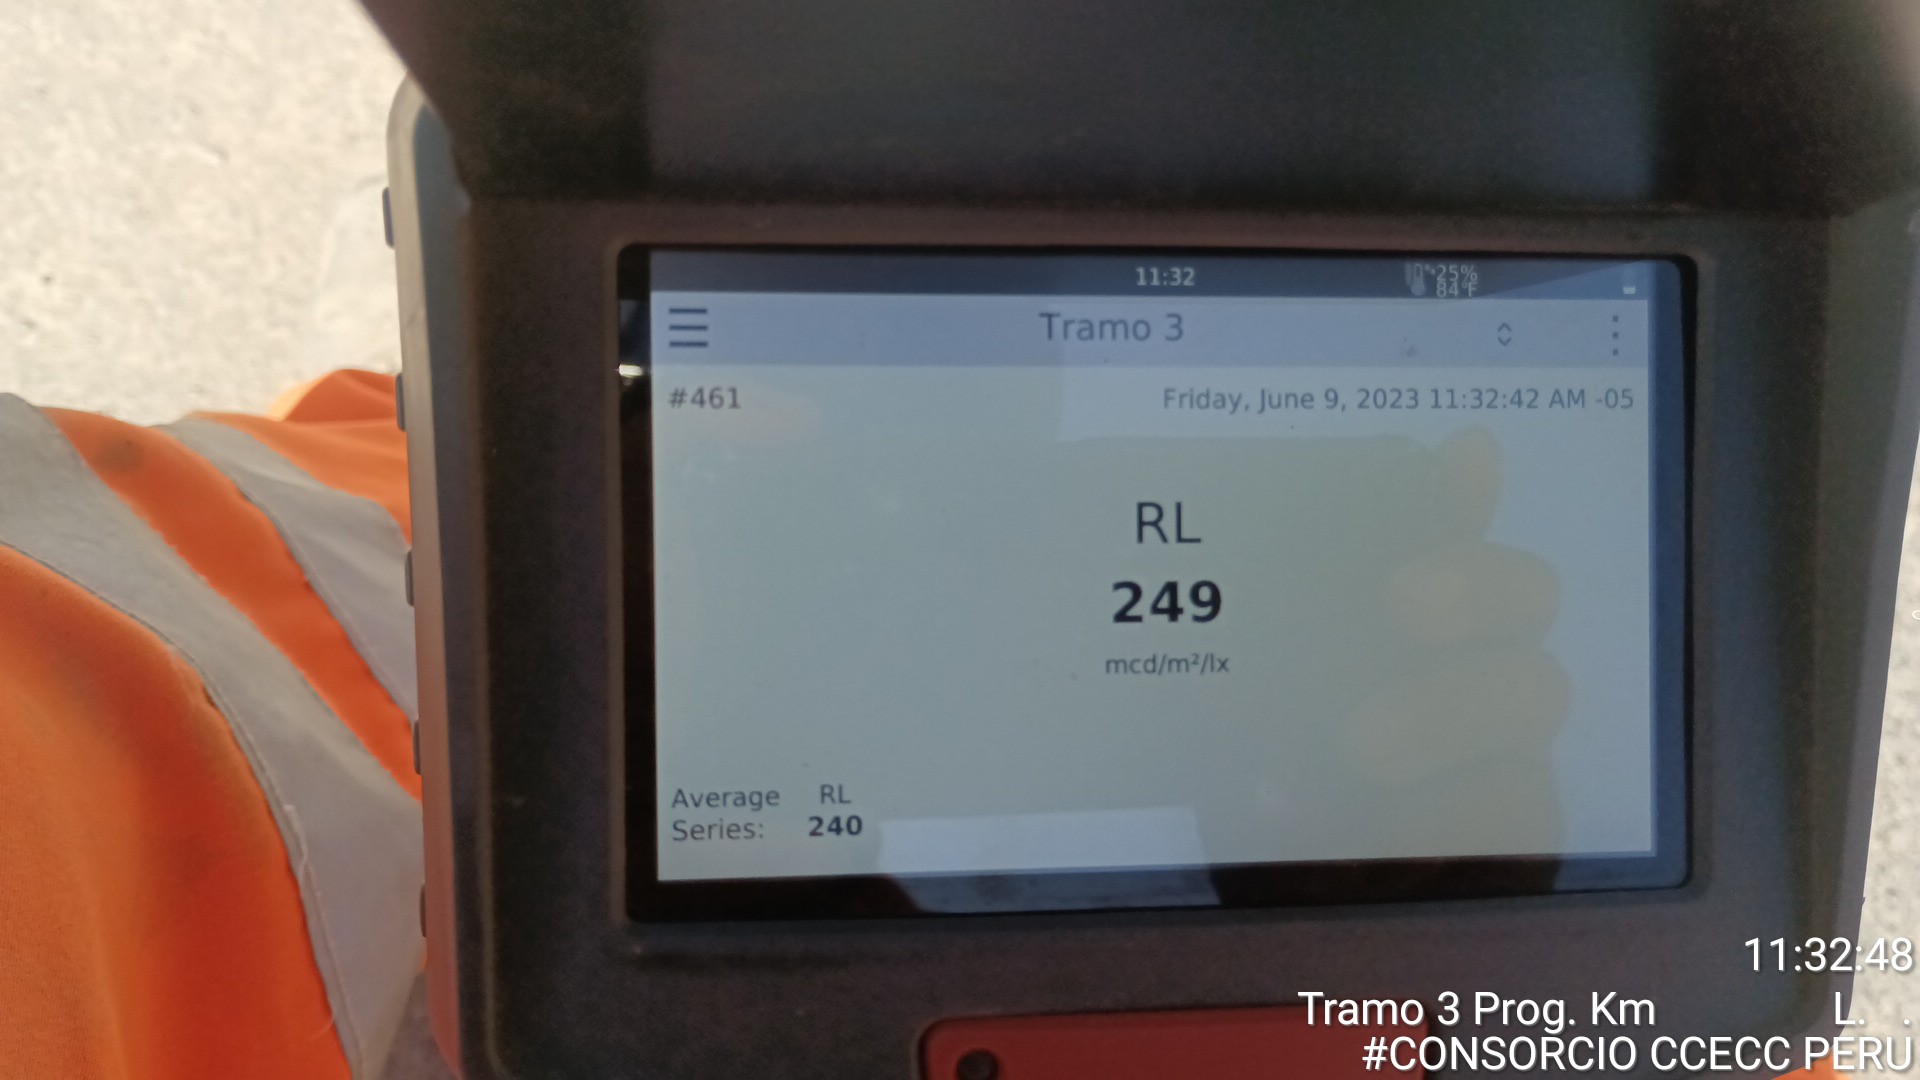 11:32
25%
84°F
Tramo 3
#461
Friday, June 9, 2023 11:32:42 AM -05
RL
249
mcd/m²/lx
Average RL
Series: 240
11:32:48
Tramo 3 Prog. Km L. .
#CONSORCIO CCECC PERU